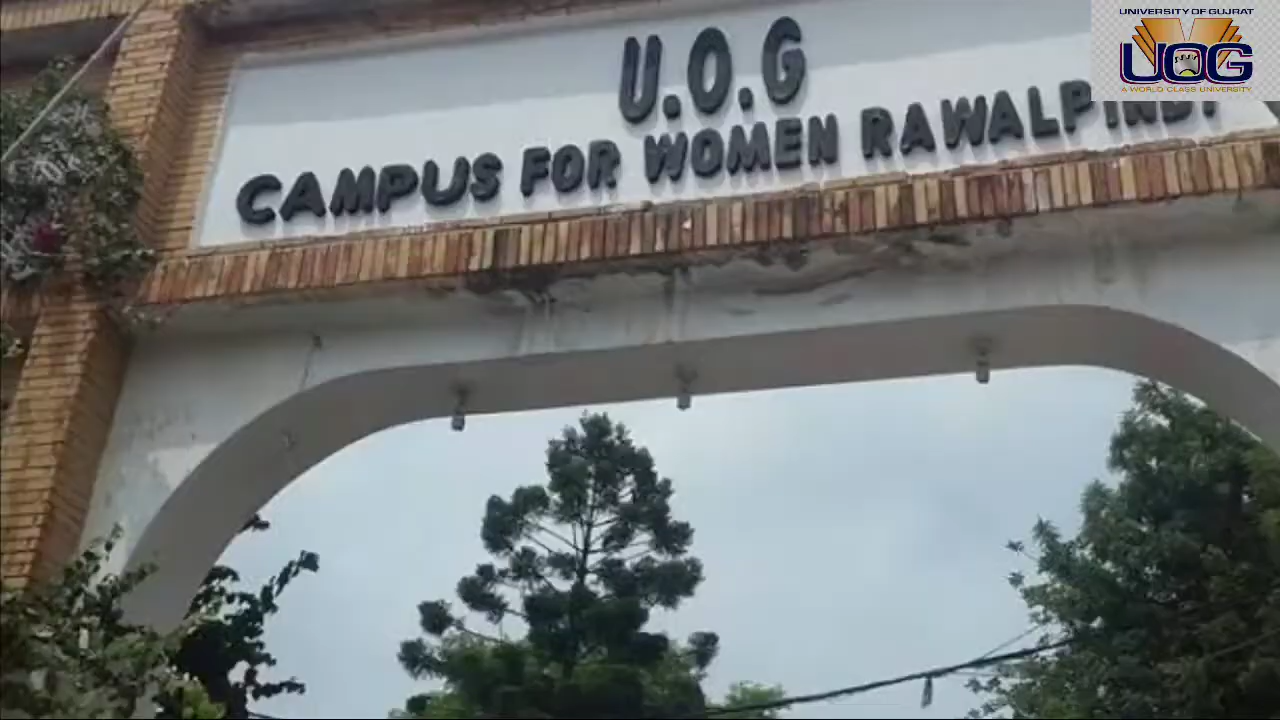 UNIVERSITY OF GUJRAT
UOG
A WORLD CLASS UNIVERSITY
U.O.G
CAMPUS FOR WOMEN RAWALPINDI